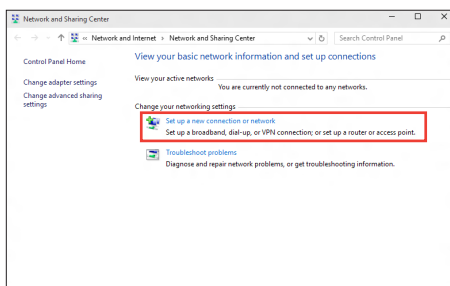 Network and Sharing Center
« Network and Internet › Network and Sharing Center
Search Control Panel
Control Panel Home
Change adapter settings
Change advanced sharing
settings
View your basic network information and set up connections
View your active networks
You are currently not connected to any networks.
Change your networking settings
Set up a new connection or network
Set up a broadband, dial-up, or VPN connection; or set up a router or access point.
Troubleshoot problems
Diagnose and repair network problems, or get troubleshooting information.